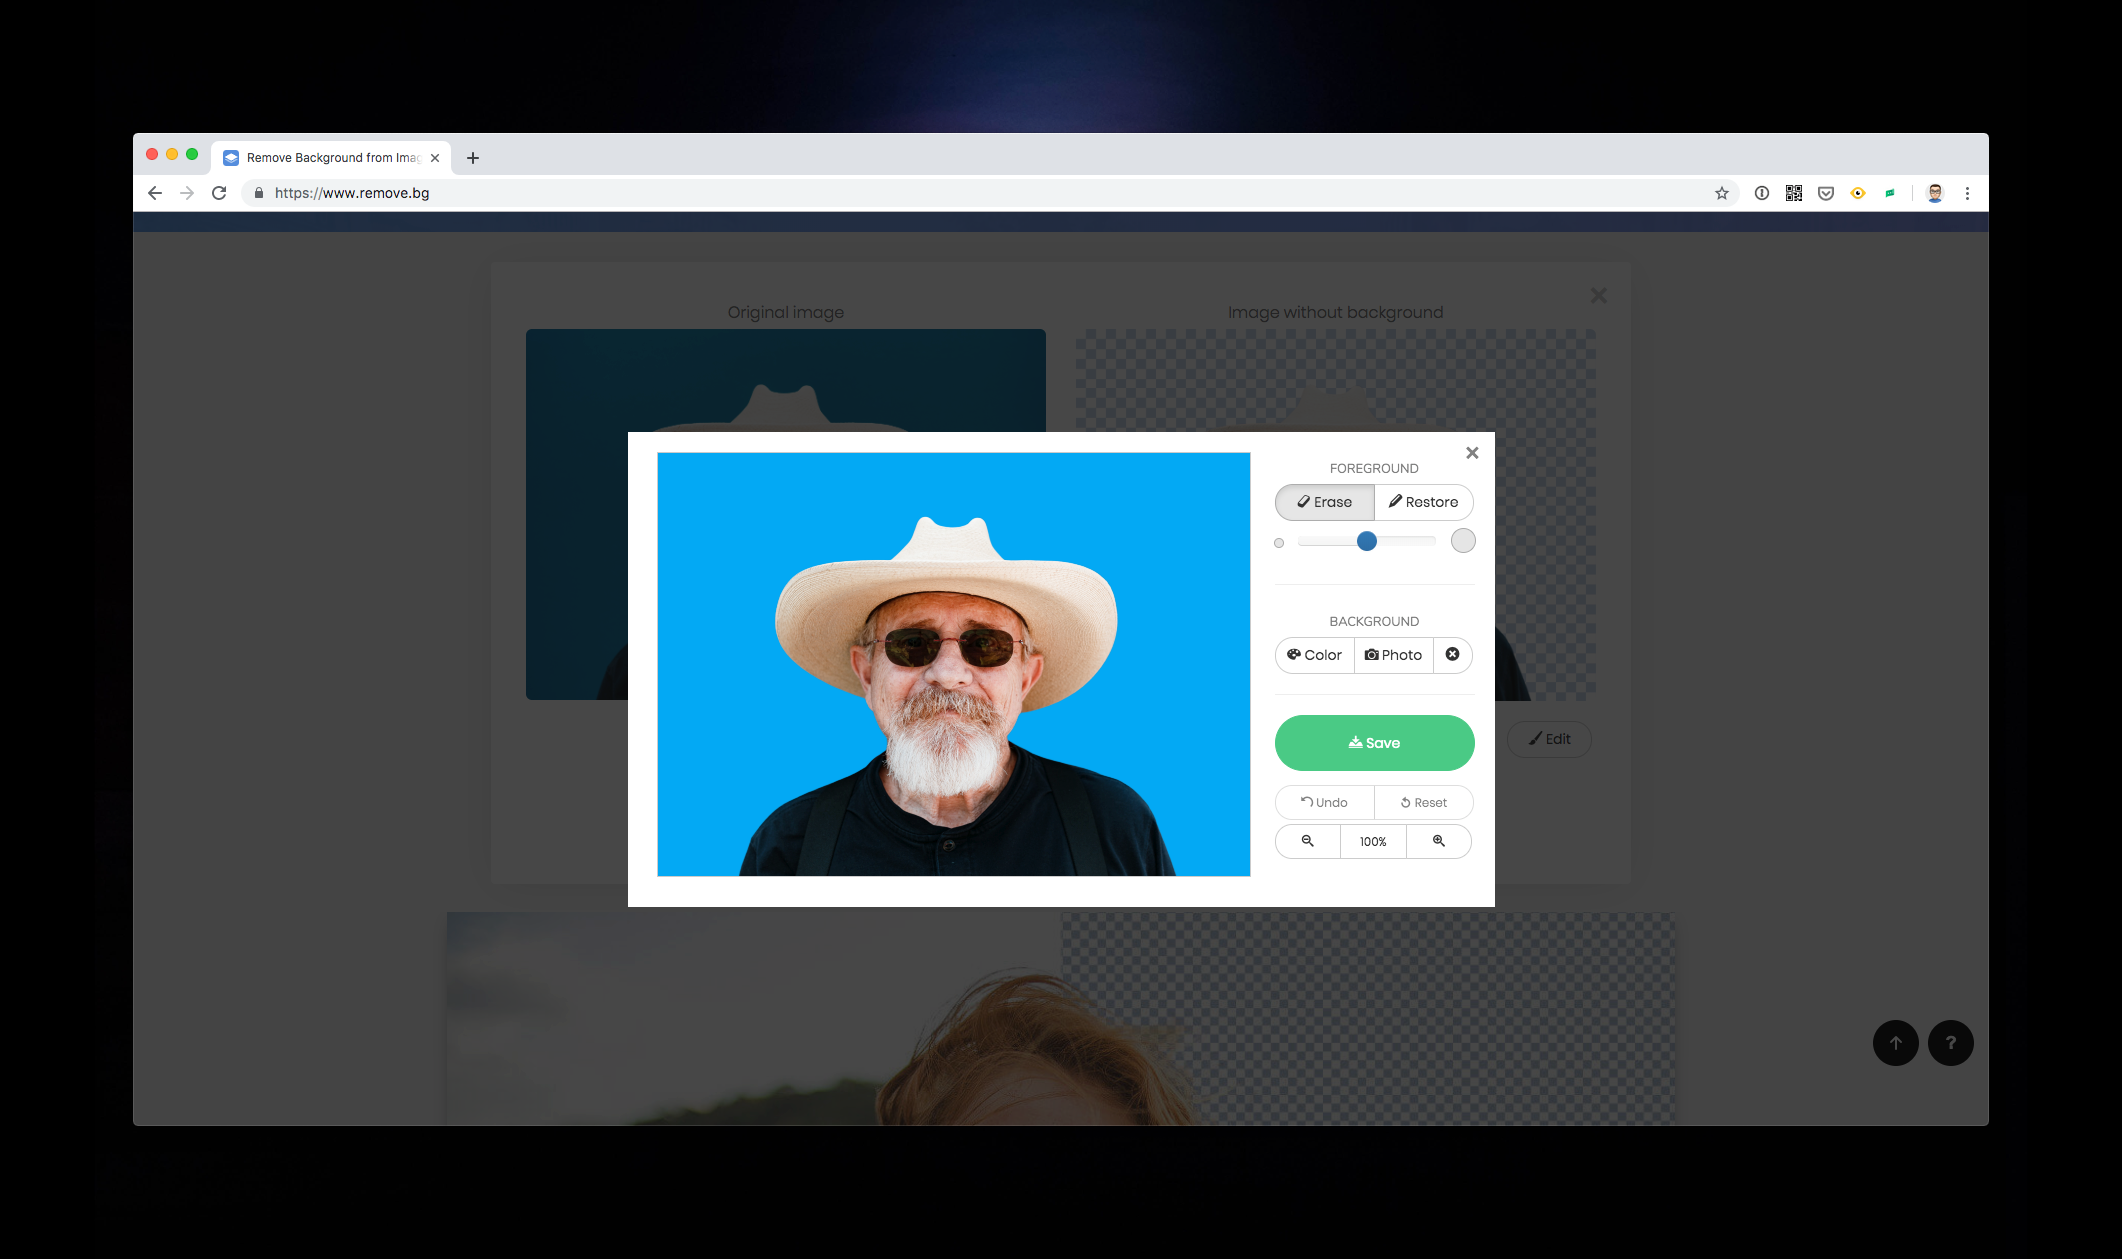 Remove Background from Imag
https://www.remove.bg
Original image
Image without background
FOREGROUND
Erase
Restore
BACKGROUND
Color
Photo
Save
Edit
Undo
Reset
100%
?